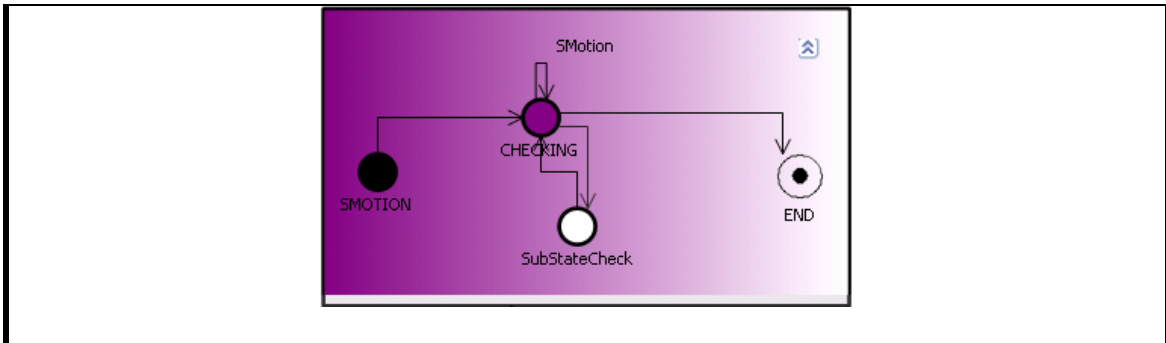 SMotion
CHECKING
SMOTION
END
SubStateCheck